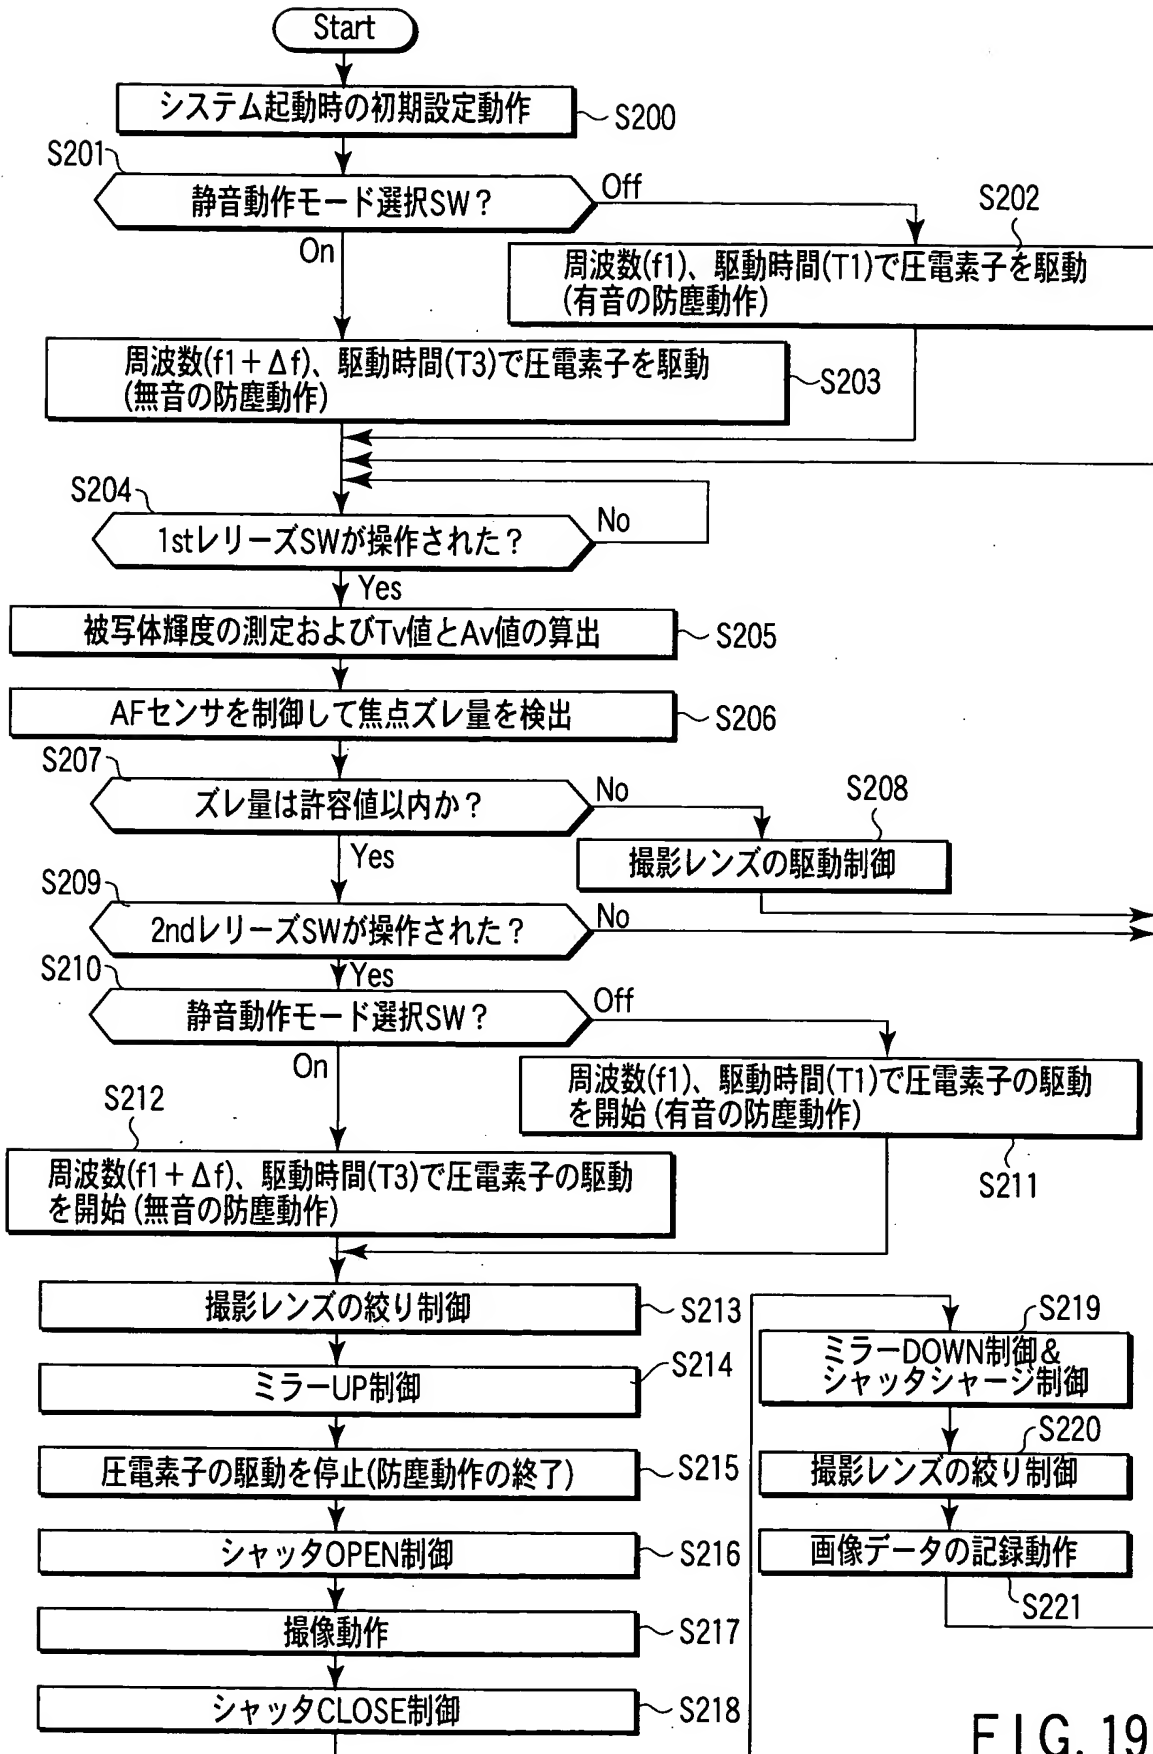 Start
システム起動時の初期設定動作
S200
S201
静音動作モード選択SW？
Off
On
S202
周波数(f1)、駆動時間(T1)で圧電素子を駆動
(有音の防塵動作)
周波数(f1+Δf)、駆動時間(T3)で圧電素子を駆動
(無音の防塵動作)
S203
S204
1stレリーズSWが操作された？
No
Yes
被写体輝度の測定およびTv値とAv値の算出
S205
AFセンサを制御して焦点ズレ量を検出
S206
S207
ズレ量は許容値以内か？
No
Yes
S208
撮影レンズの駆動制御
S209
2ndレリーズSWが操作された？
No
Yes
S210
静音動作モード選択SW？
Off
On
周波数(f1)、駆動時間(T1)で圧電素子の駆動
を開始(有音の防塵動作)
S211
S212
周波数(f1+Δf)、駆動時間(T3)で圧電素子の駆動
を開始(無音の防塵動作)
撮影レンズの絞り制御
S213
ミラーUP制御
S214
圧電素子の駆動を停止(防塵動作の終了)
S215
シャッタOPEN制御
S216
撮像動作
S217
シャッタCLOSE制御
S218
S219
ミラーDOWN制御&
シャッタシャージ制御
S220
撮影レンズの絞り制御
画像データの記録動作
S221
FIG. 19